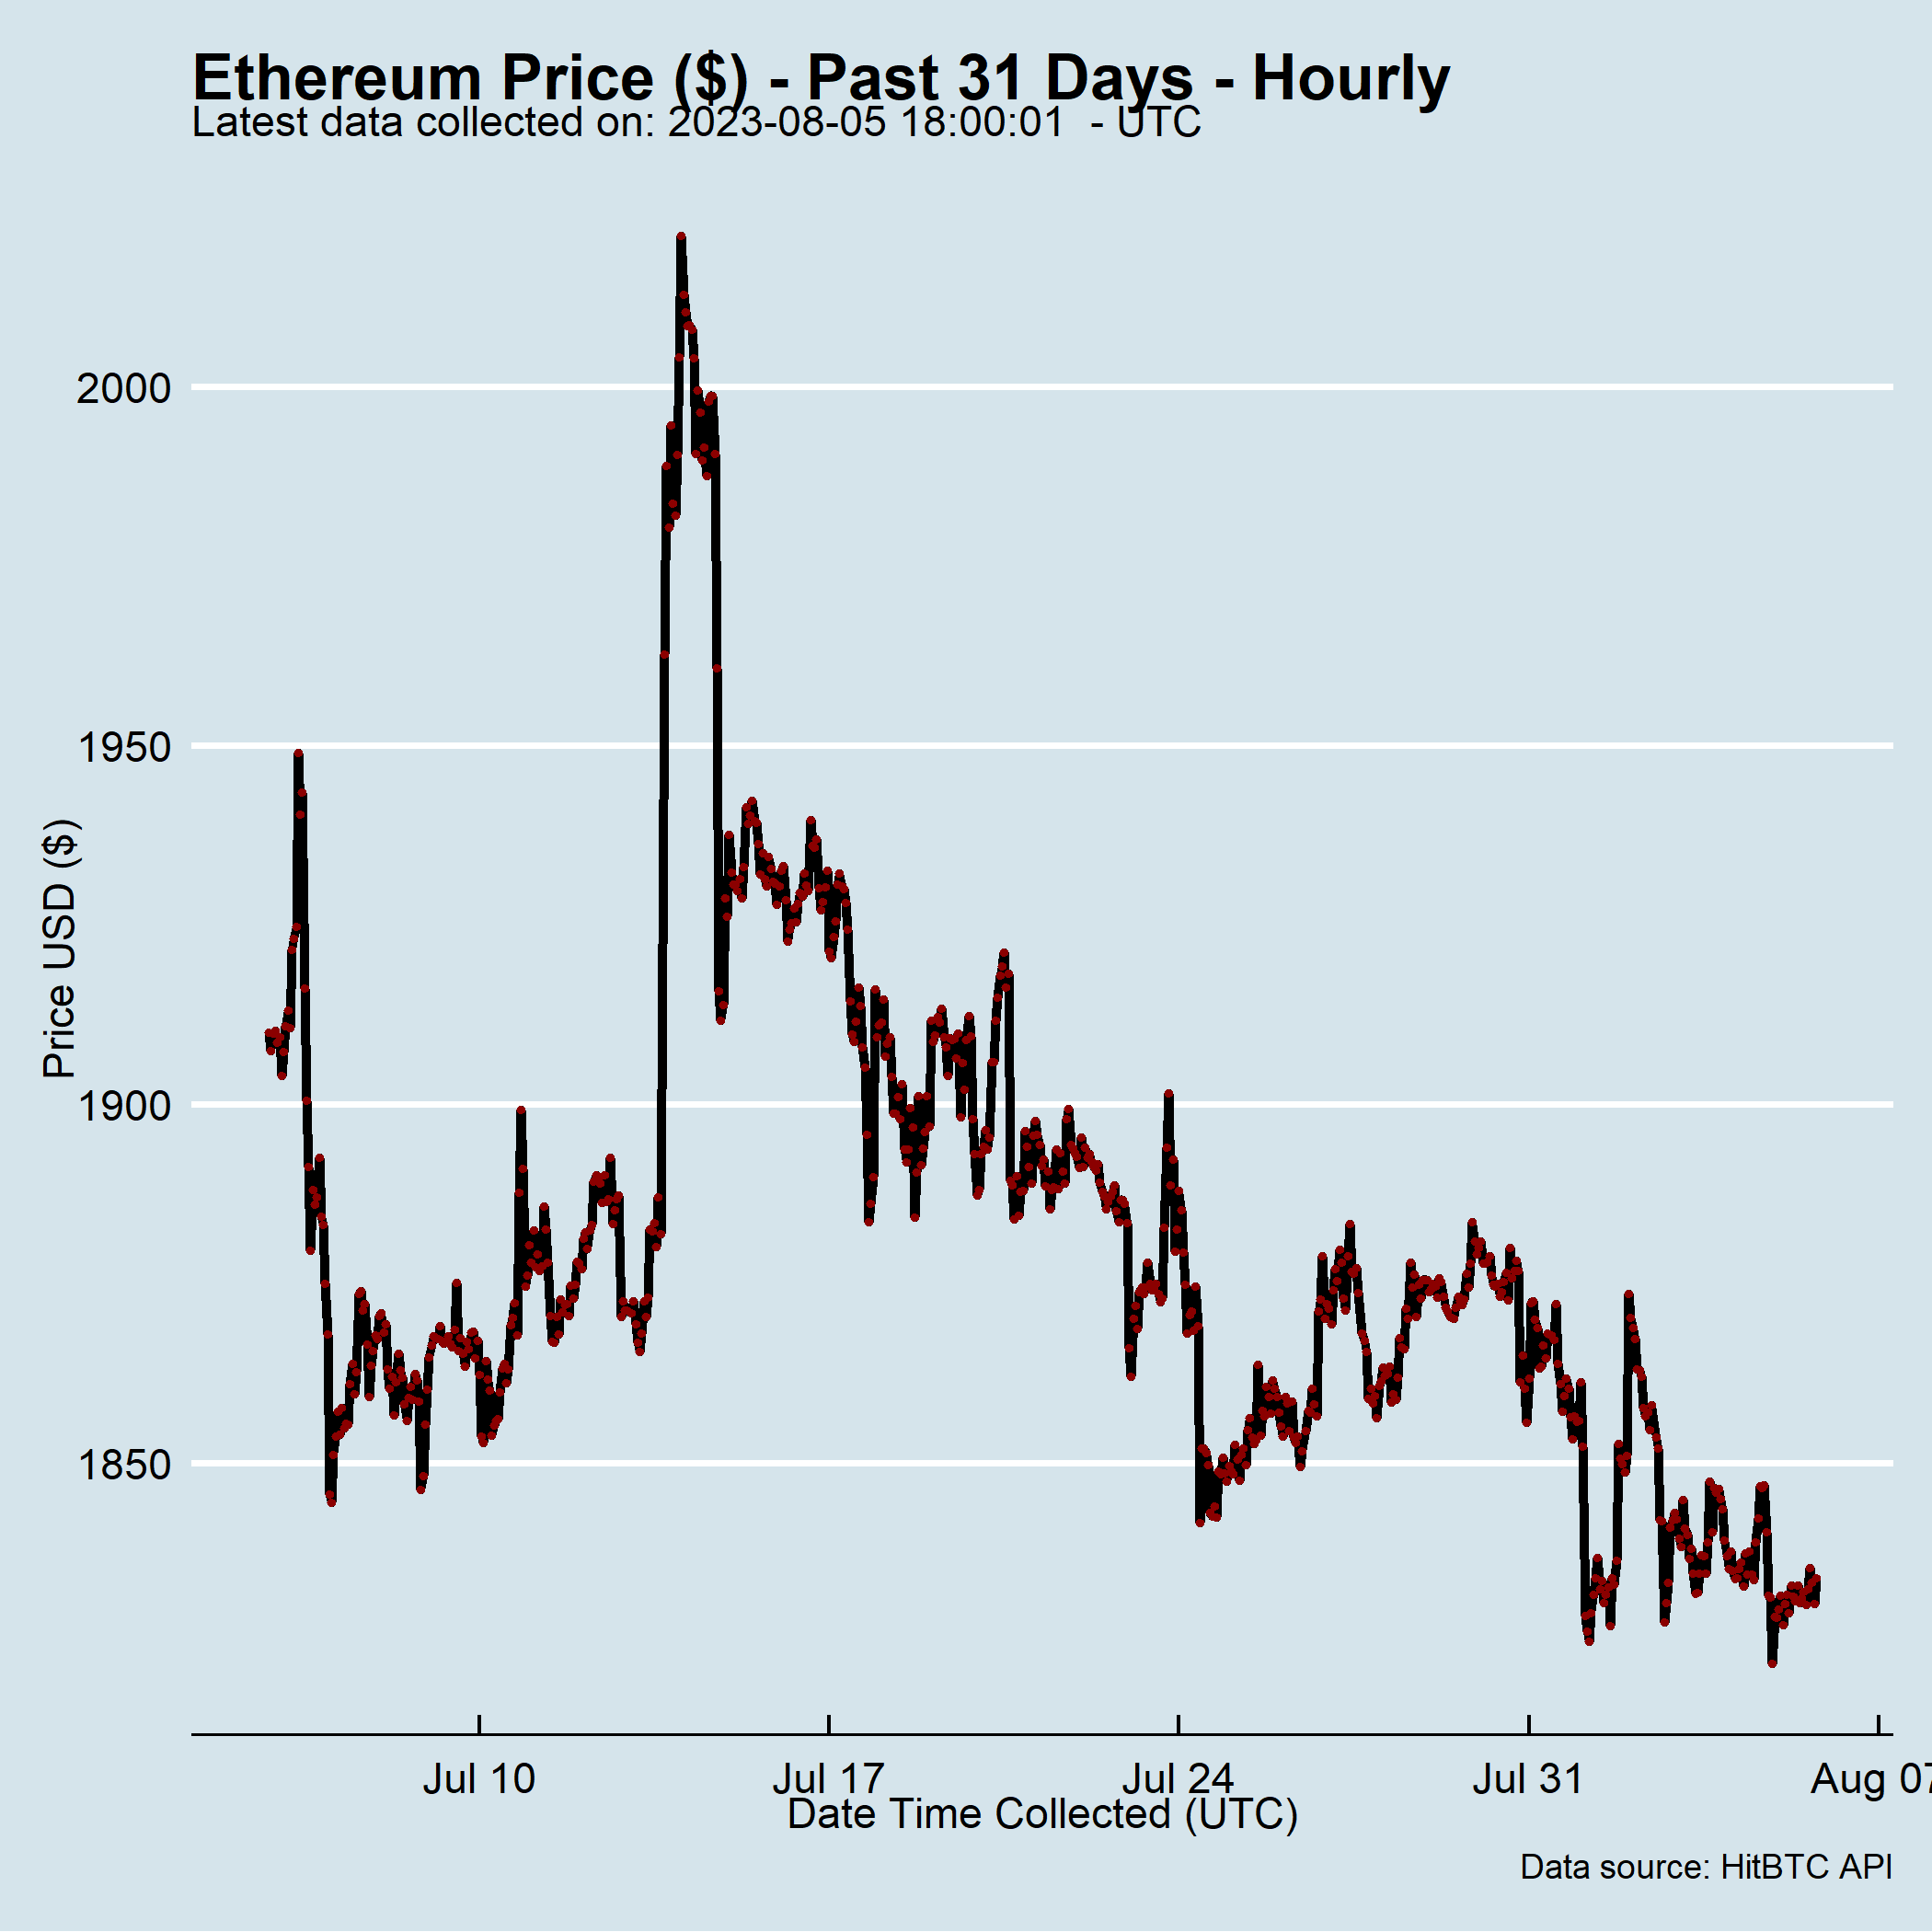 Ethereum Price ($) - Past 31 Days - Hourly
Latest data collected on: 2023-08-05 18:00:01  - UTC
2000
1950
1900
1850
Price USD ($)
Jul 10 Jul 17 Jul 24 Jul 31 Aug 07
Date Time Collected (UTC)
Data source: HitBTC API